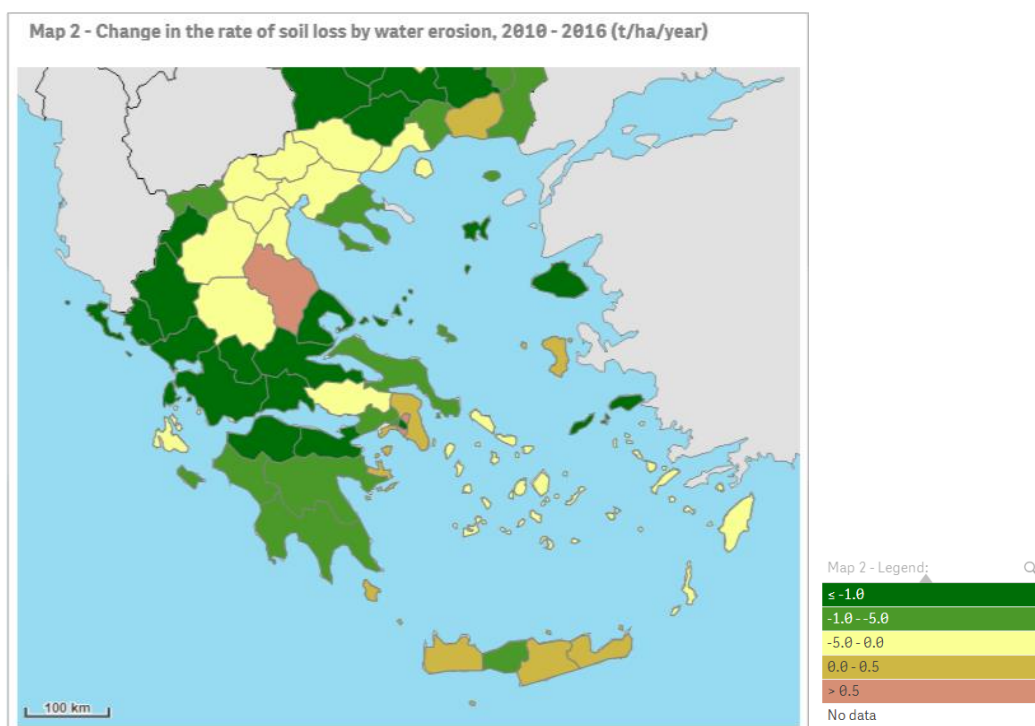 Map 2 - Change in the rate of soil loss by water erosion, 2010 - 2016 (t/ha/year)
100 km
Map 2 - Legend:
≤ -1.0
-1.0 - -5.0
-5.0 - 0.0
0.0 - 0.5
> 0.5
No data